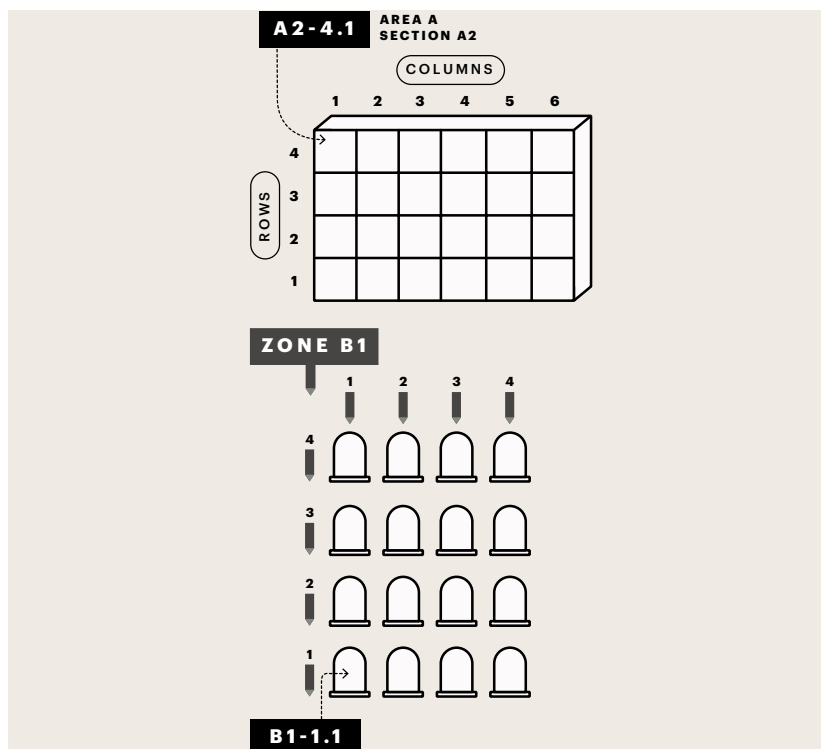 A2-4.1
AREA A
SECTION A2
COLUMNS
1 2 3 4 5 6
4
3
ROWS
2
1
ZONE B1
1 2 3 4
4
3
2
1
B1-1.1